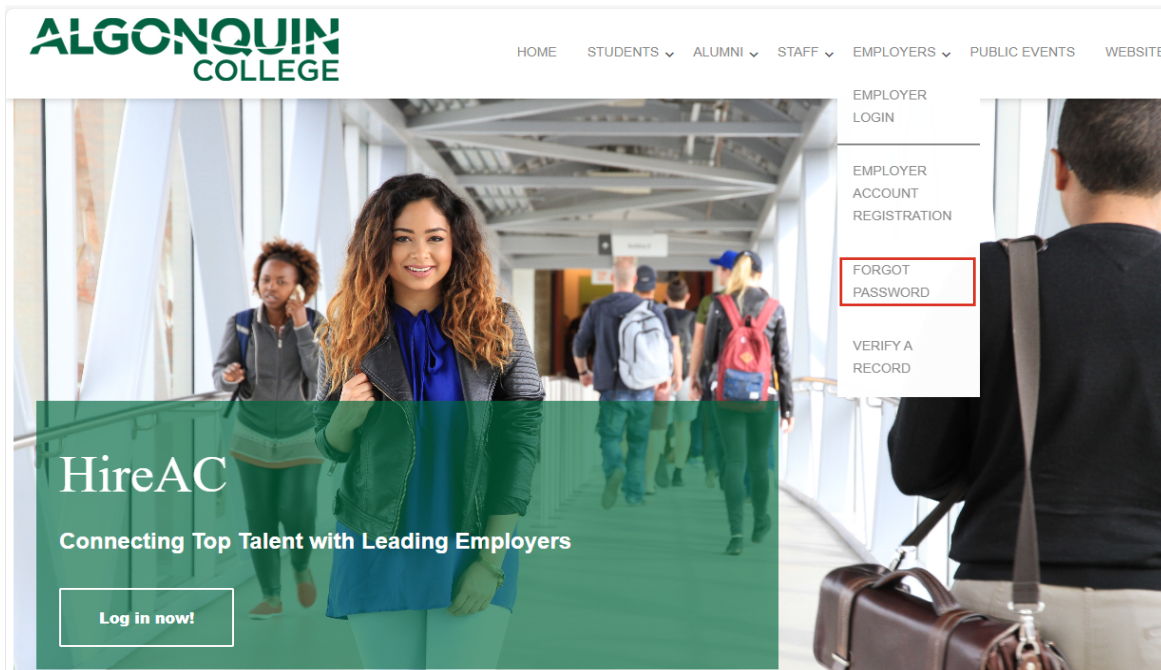 ALGONQUIN
COLLEGE
HOME STUDENTS ALUMNI STAFF EMPLOYERS PUBLIC EVENTS WEBSITE
EMPLOYER
LOGIN
EMPLOYER
ACCOUNT
REGISTRATION
FORGOT
PASSWORD
VERIFY A
RECORD
HireAC
Connecting Top Talent with Leading Employers
Log in now!